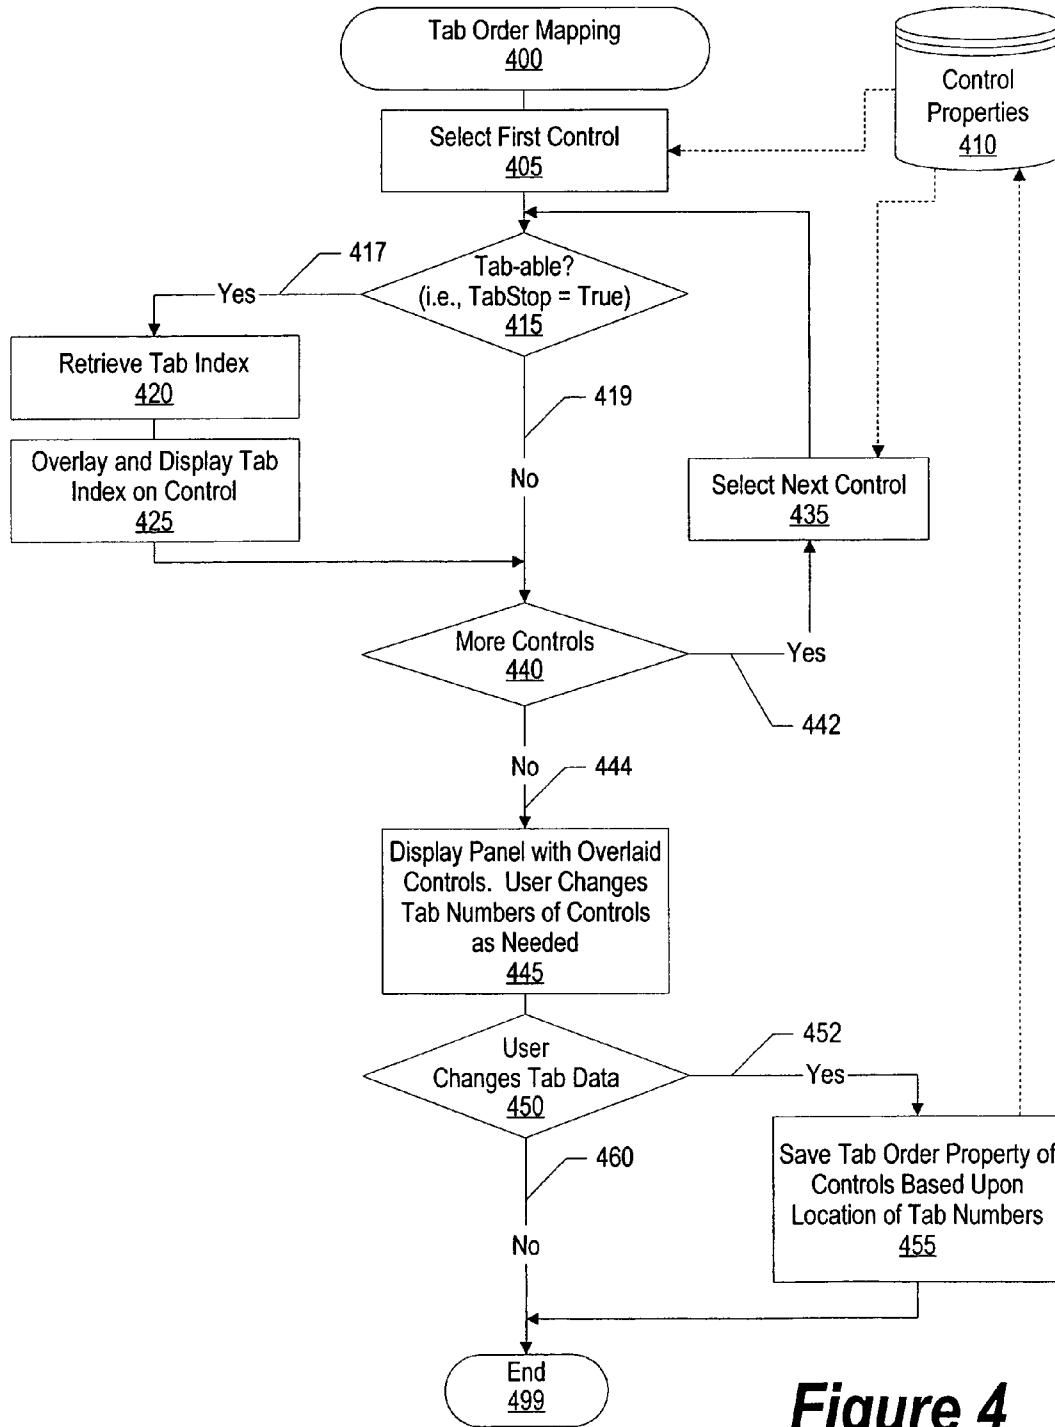 Tab Order Mapping
400
Control
Properties
410
Select First Control
405
417
Tab-able?
(i.e., TabStop = True)
415
Yes
Retrieve Tab Index
420
419
Overlay and Display Tab
Index on Control
425
No
Select Next Control
435
More Controls
440
Yes
442
No
444
Display Panel with Overlaid
Controls. User Changes
Tab Numbers of Controls
as Needed
445
452
User
Changes Tab Data
450
Yes
460
Save Tab Order Property of
Controls Based Upon
Location of Tab Numbers
455
No
End
499
Figure 4